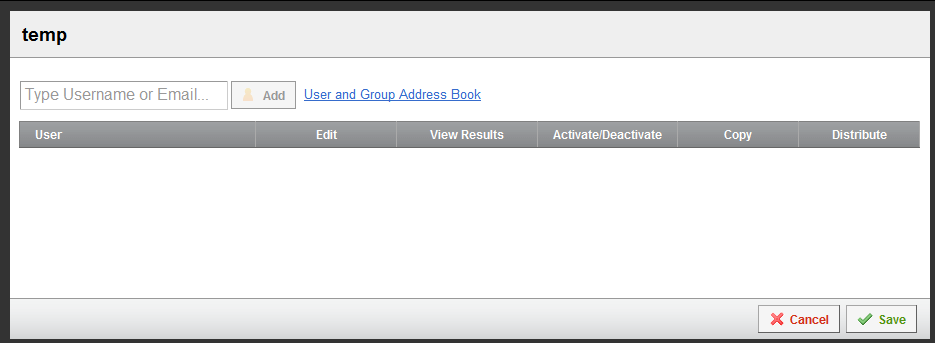 temp
Type Username or Email... Add User and Group Address Book
User Edit View Results Activate/Deactivate Copy Distribute
Cancel Save